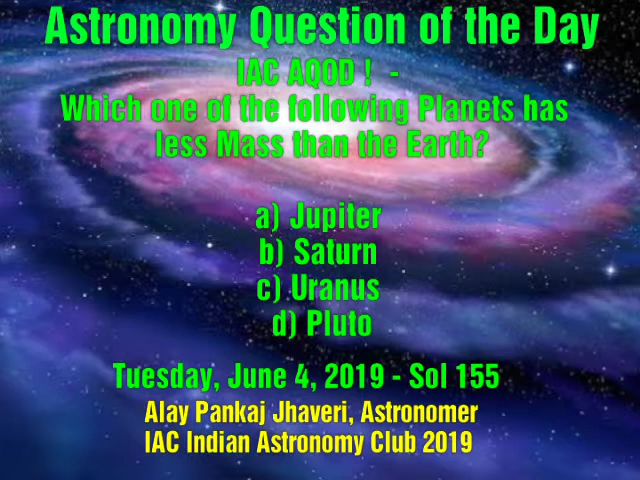 Astronomy Question of the Day
IAC AQOD ! -
Which one of the following Planets has
less Mass than the Earth?
a) Jupiter
b) Saturn
c) Uranus
d) Pluto
Tuesday, June 4, 2019 - Sol 155
Alay Pankaj Jhaveri, Astronomer
IAC Indian Astronomy Club 2019